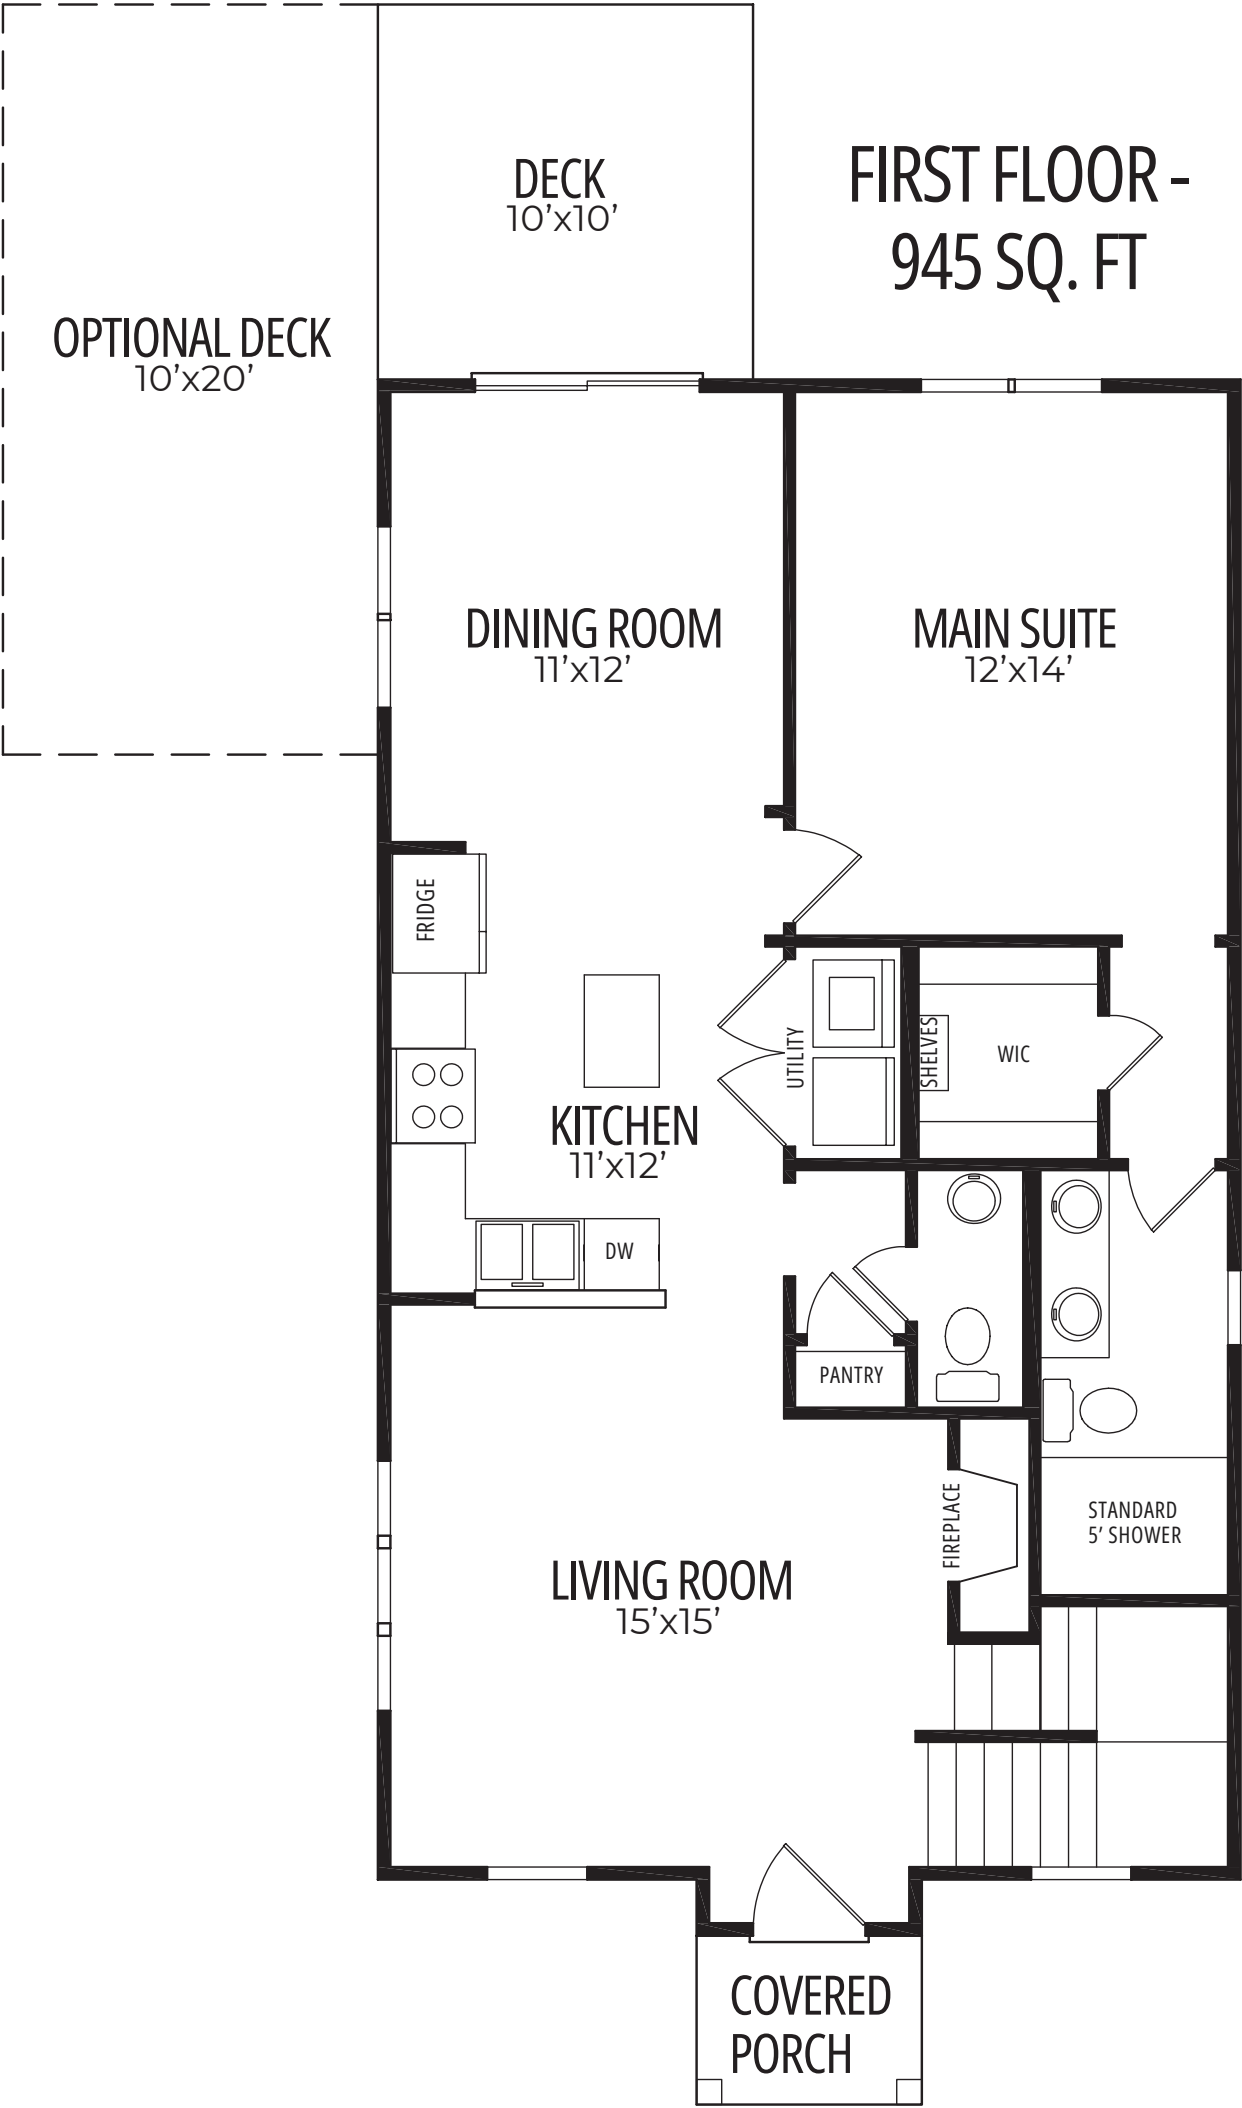 FIRST FLOOR -
945 SQ. FT
DECK
10’x10’
OPTIONAL DECK
10’x20’
DINING ROOM
11’x12’
MAIN SUITE
12’x14’
FRIDGE
UTILITY
SHELVES
WIC
KITCHEN
11’x12’
DW
PANTRY
FIREPLACE
STANDARD
5’ SHOWER
LIVING ROOM
15’x15’
COVERED
PORCH